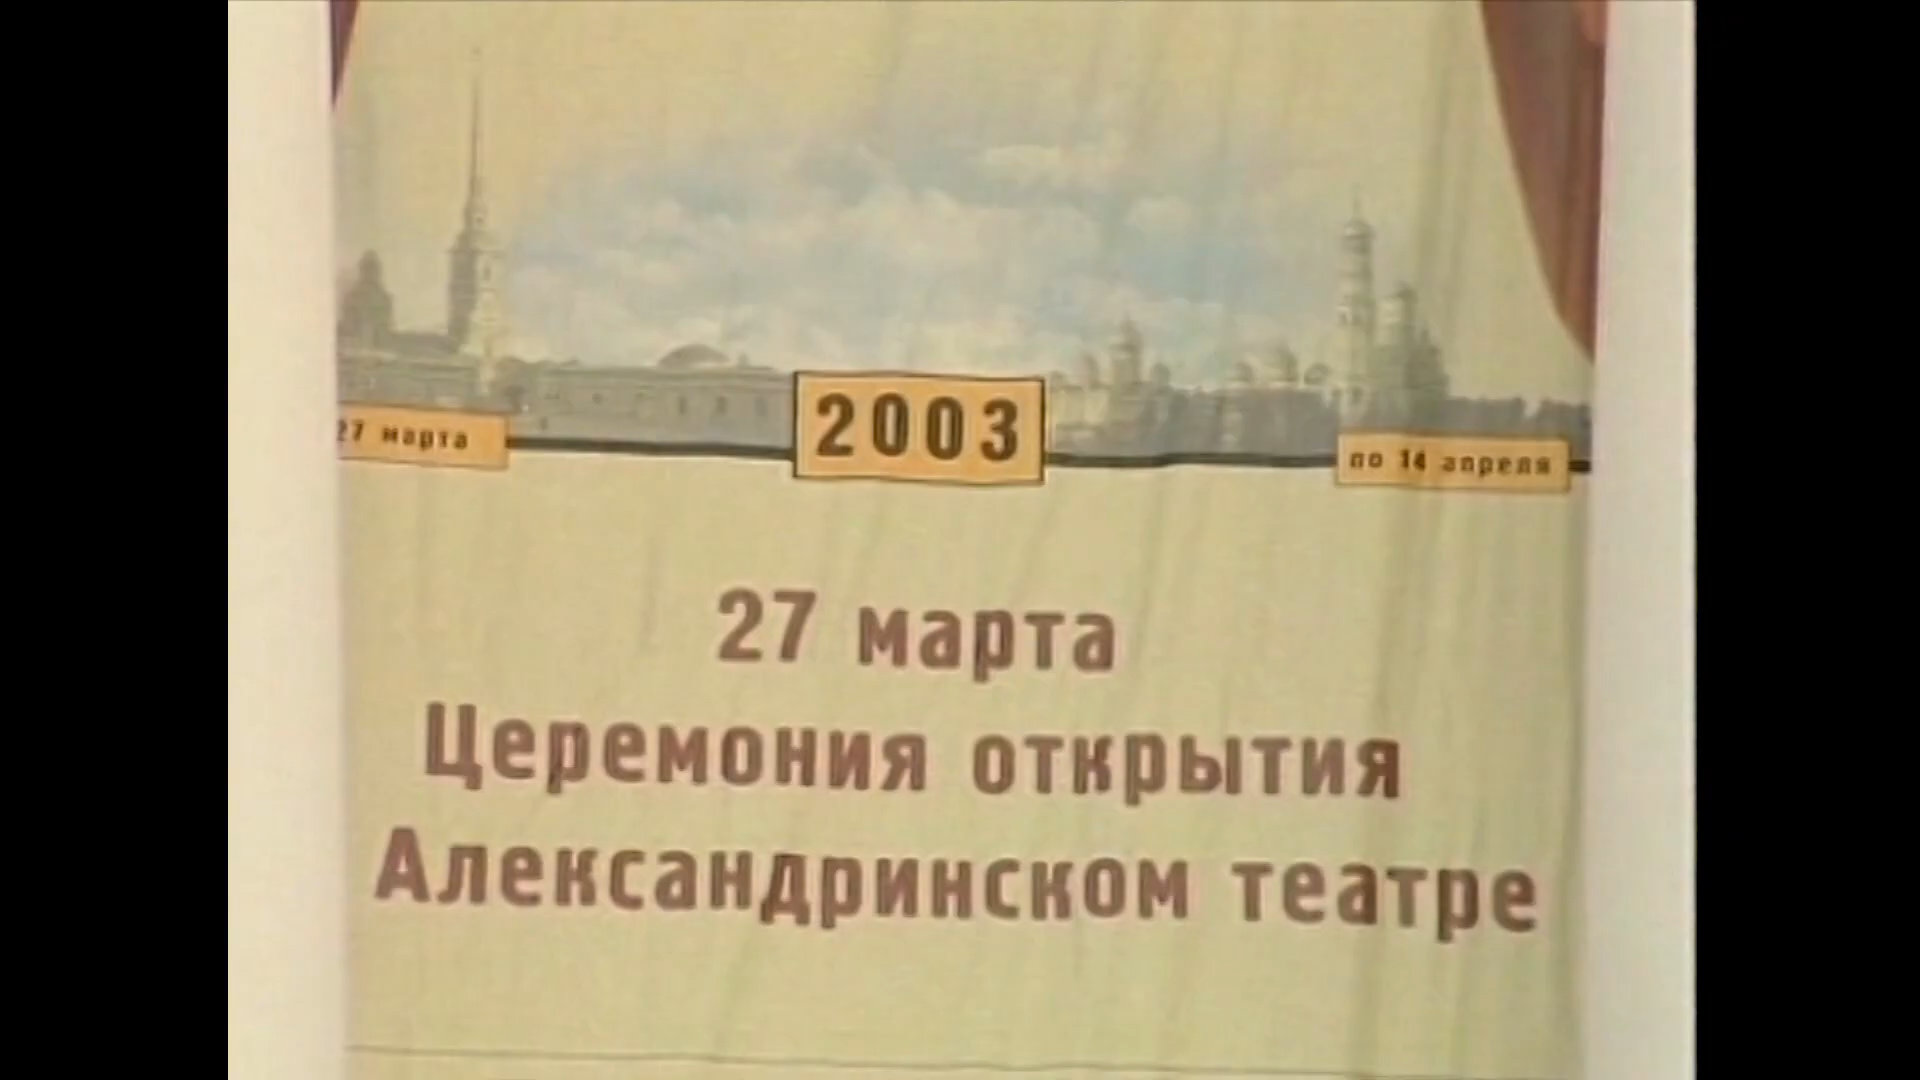 2003
27 марта
по 14 апреля
27 марта
Церемония открытия
Александринском театре